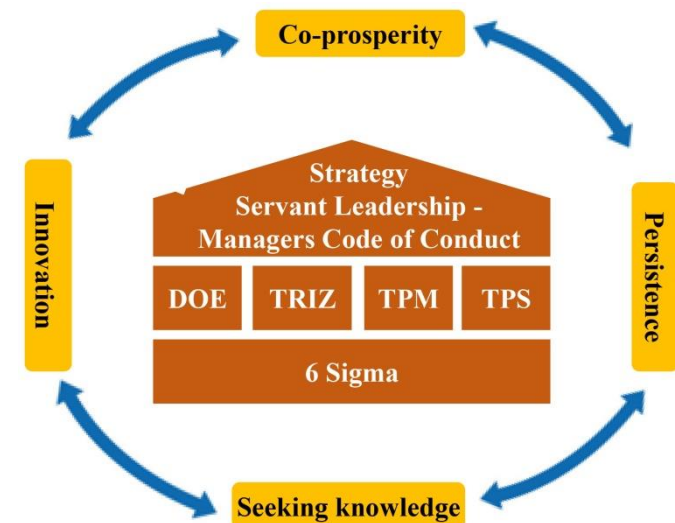 Co-prosperity
Innovation
Strategy
Servant Leadership -
Managers Code of Conduct
Persistence
DOE
TRIZ
TPM
TPS
6 Sigma
Seeking knowledge